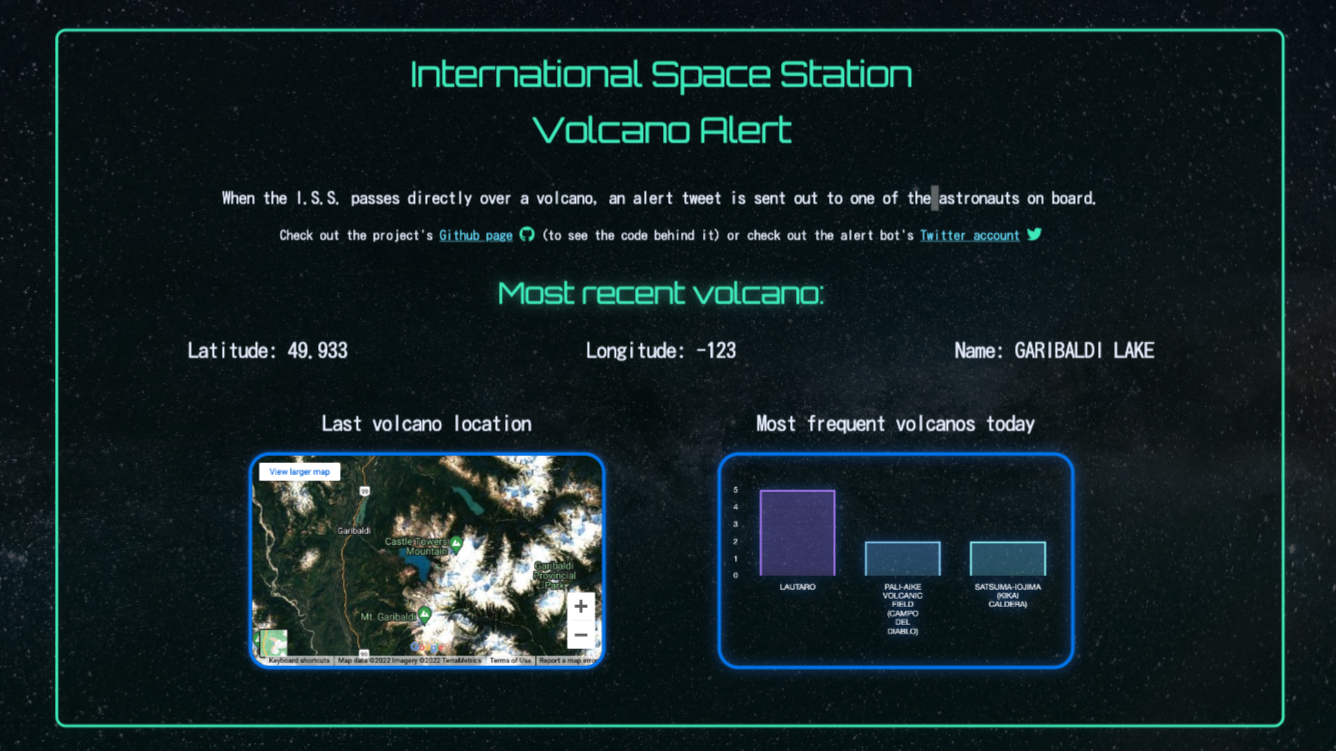 International Space Station
Volcano Alert
When the I.S.S. passes directly over a volcano, an alert tweet is sent out to one of the astronauts on board.
Check out the project's Github page (to see the code behind it) or check out the alert bot's Twitter account
Most recent volcano:
Latitude: 49.933
Longitude: -123
Name: GARIBALDI LAKE
Last volcano location
View larger map
99
Garibaldi
Castle Towers
Mountain
Garibaldi
Provincial
Park
Mt. Garibaldi
+
−
Google
99
Keyboard shortcuts
Map data ©2022 Imagery ©2022 TerraMetrics
Terms of Use
Report a map error
Most frequent volcanos today
5
4
3
2
1
0
LAUTARO
PALI-AIKE
VOLCANIC
FIELD
(CAMPO
DEL
DIABLO)
SATSUMA-IOJIMA
(KIKAI
CALDERA)